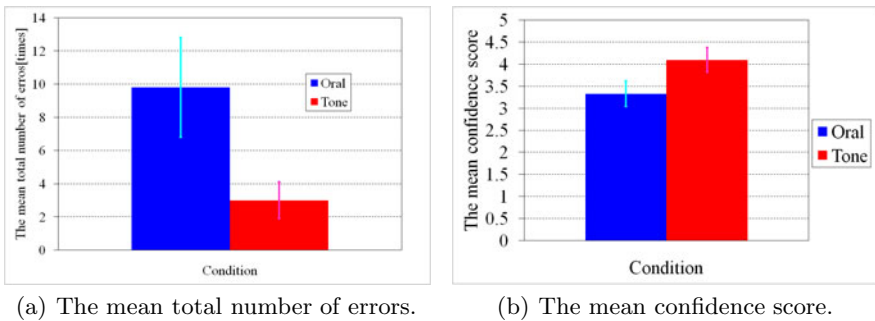 The mean total number of erros[times]
14
12
10
8
6
4
2
0
Oral
Tone
Condition
(a) The mean total number of errors.
The mean confidence score
5
4.5
4
3.5
3
2.5
2
1.5
1
0.5
0
Oral
Tone
Condition
(b) The mean confidence score.